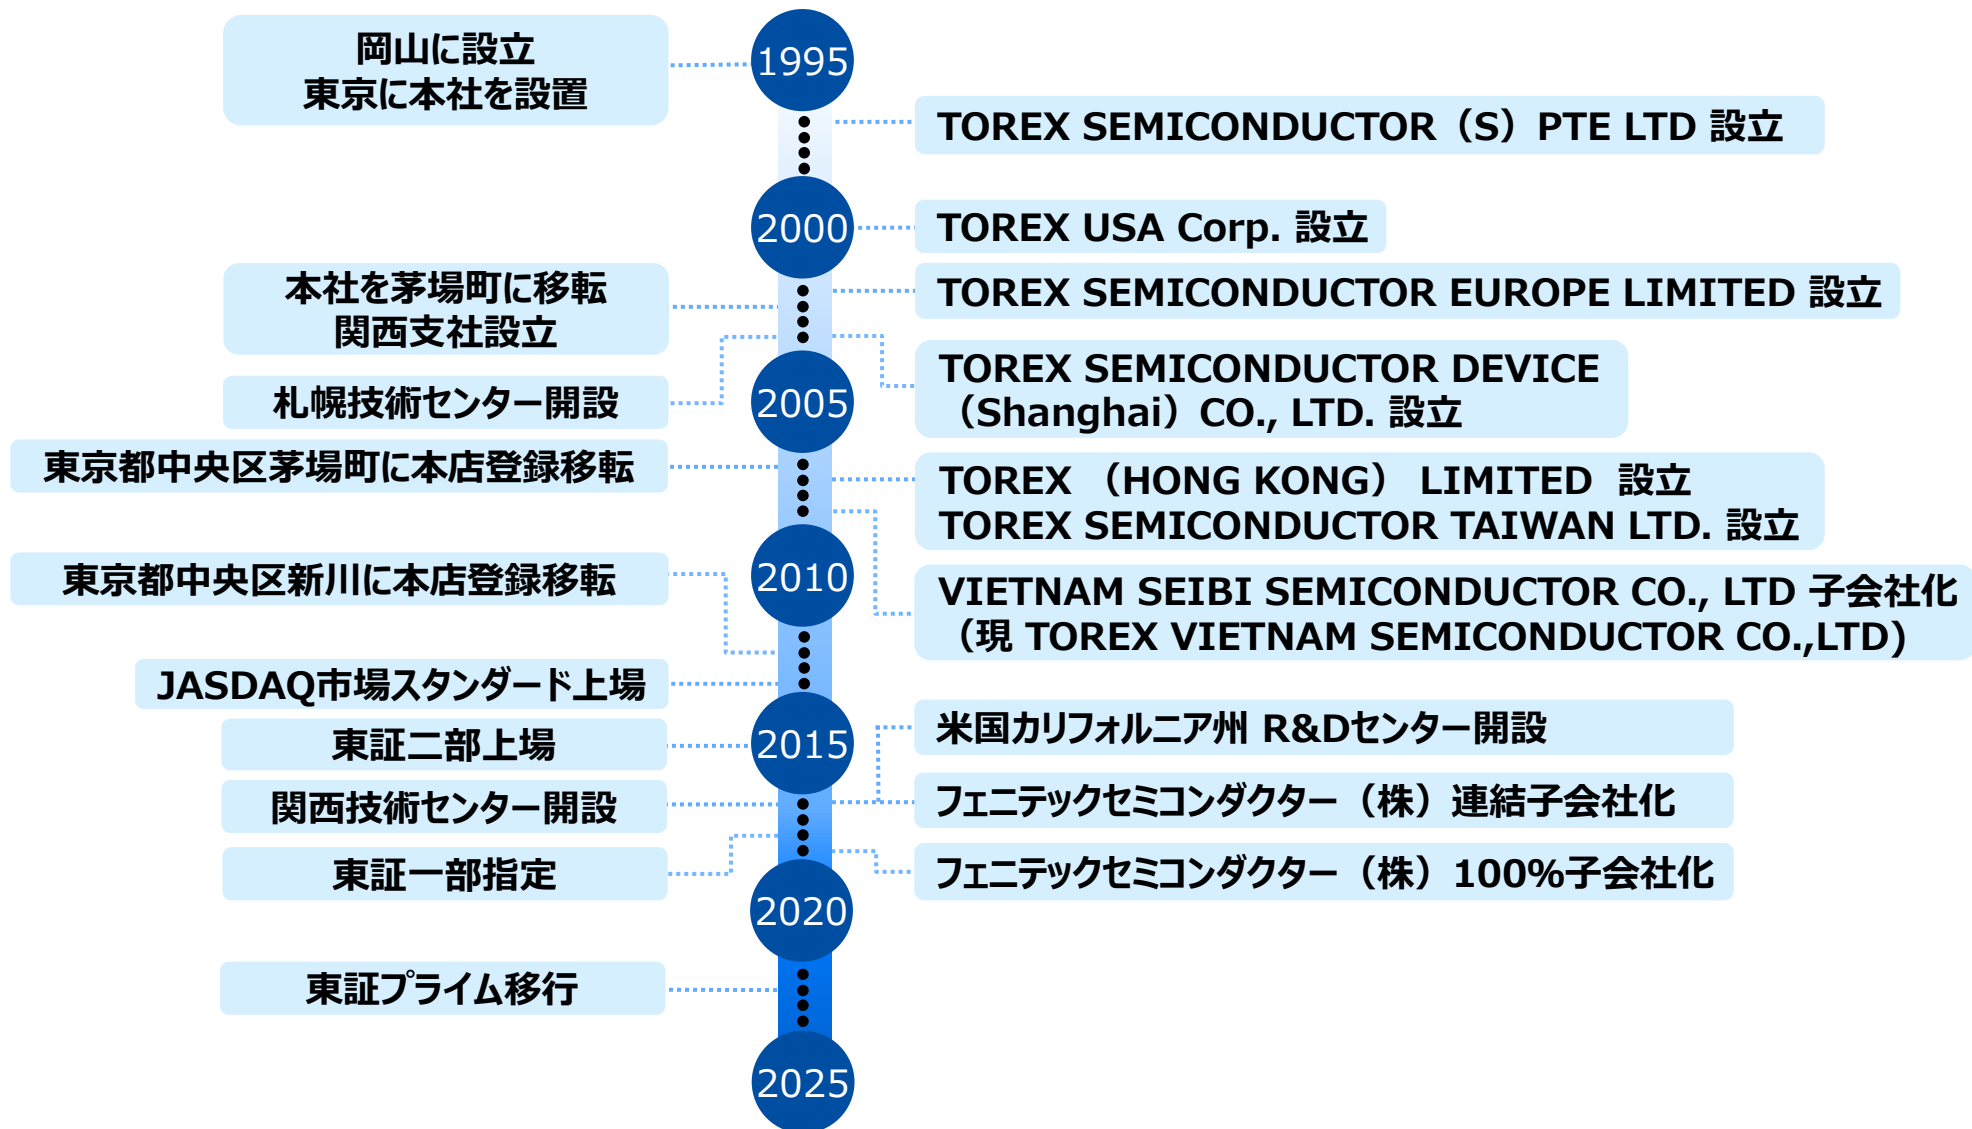 1995
岡山に設立
東京に本社を設置
TOREX SEMICONDUCTOR（S）PTE LTD 設立
2000
TOREX USA Corp. 設立
本社を茅場町に移転
関西支社設立
TOREX SEMICONDUCTOR EUROPE LIMITED 設立
札幌技術センター開設
TOREX SEMICONDUCTOR DEVICE
（Shanghai）CO., LTD. 設立
2005
東京都中央区茅場町に本店登録移転
TOREX （HONG KONG） LIMITED 設立
TOREX SEMICONDUCTOR TAIWAN LTD. 設立
2010
東京都中央区新川に本店登録移転
VIETNAM SEIBI SEMICONDUCTOR CO., LTD 子会社化
（現 TOREX VIETNAM SEMICONDUCTOR CO.,LTD)
JASDAQ市場スタンダード上場
2015
東証二部上場
米国カリフォルニア州 R&Dセンター開設
関西技術センター開設
フェニテックセミコンダクター（株）連結子会社化
東証一部指定
フェニテックセミコンダクター（株）100%子会社化
2020
東証プライム移行
2025